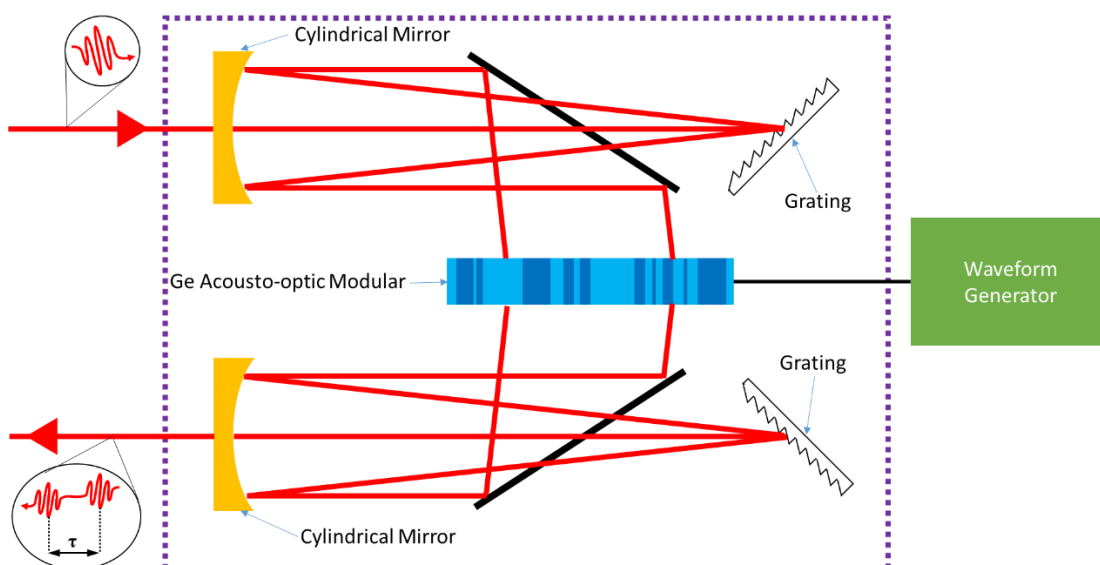 Cylindrical Mirror
Grating
Ge Acousto-optic Modular
Waveform
Generator
Grating
τ
Cylindrical Mirror